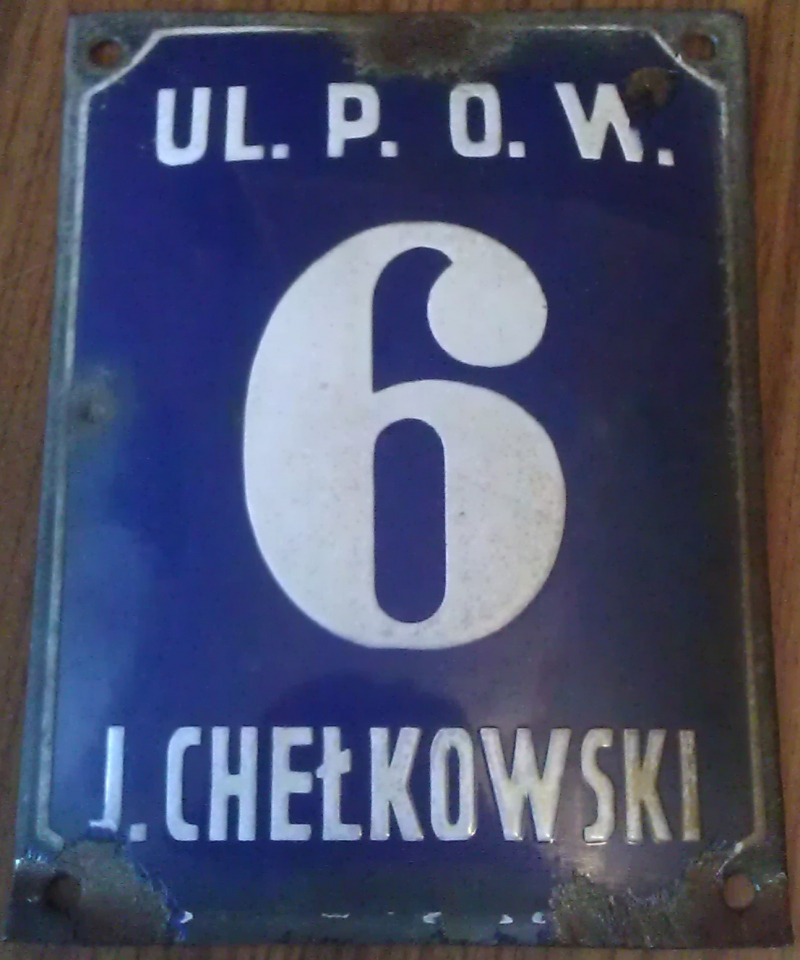 UL. P. O. W.
6
J. CHEŁKOWSKI